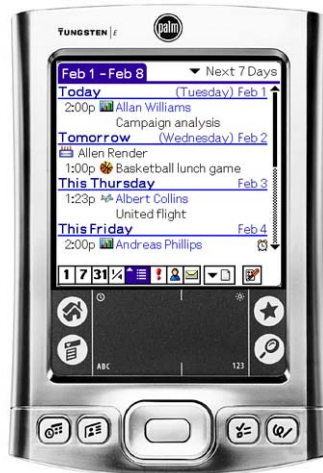 TUNGSTEN | E
palm
Feb 1 - Feb 8 Next 7 Days
Today (Tuesday) Feb 1
2:00p Allan Williams
Campaign analysis
Tomorrow (Wednesday) Feb 2
Allen Render
1:00p Basketball lunch game
This Thursday Feb 3
1:23p Albert Collins
United flight
This Friday Feb 4
2:00p Andreas Phillips
1 7 31 1/4
ABC 123